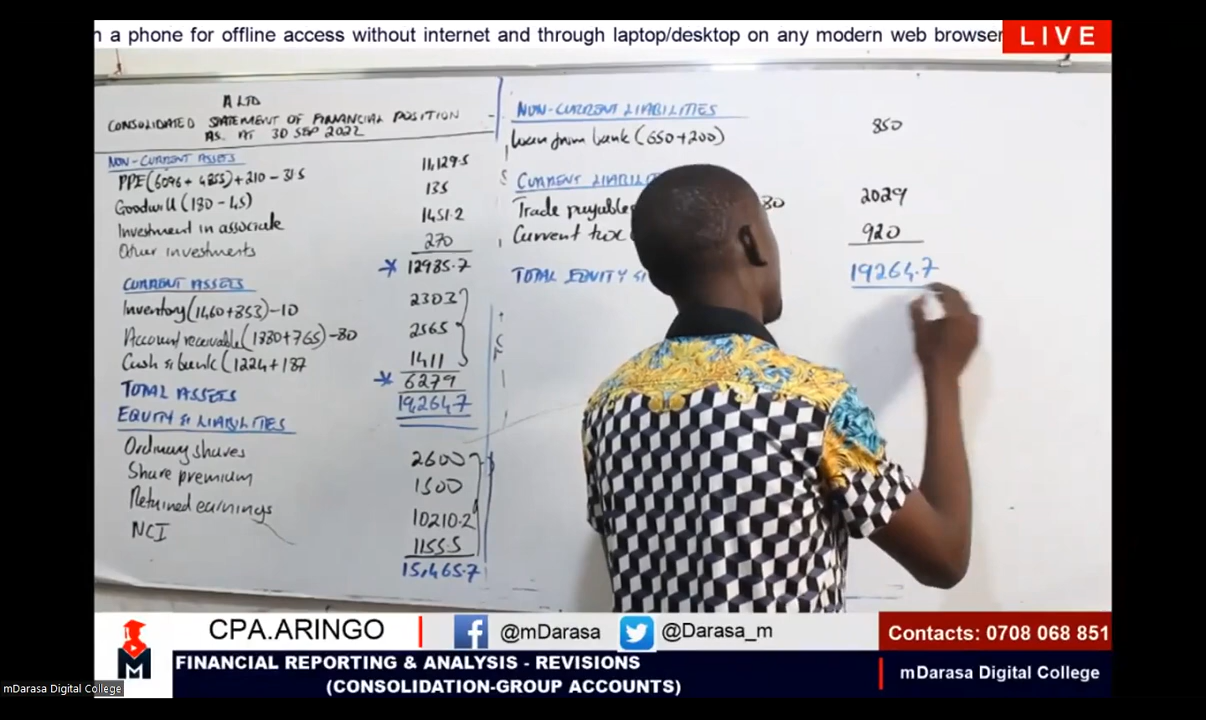 n a phone for offline access without internet and through laptop/desktop on any modern web browser
LIVE
A LTD
CONSOLIDATED STATEMENT OF FINANCIAL POSITION
AS AT 30 SEP 2022
NON-CURRENT ASSETS
PPE(6096+4855)+210-31.5 11,129.5
Goodwill(180-45) 135
Investment in associate 1451.2
Other investments 270
* 12985.7
CURRENT ASSETS
Inventory(1460+853)-10 2303
Account receivable(1880+765)-80 2565
Cash & bank(1224+187 1411
* 6279
TOTAL ASSETS 19,264.7
EQUITY & LIABILITIES
Ordinary shares 2600
Share premium 1500
Retained earnings 10210.2
NCI 1155.5
15,465.7
NON-CURRENT LIABILITIES
Loan from bank(650+200) 850
CURRENT
Trade 2029
Current tax 920
TOTAL EQUITY & 19264.7
CPA.ARINGO
@mDarasa
@Darasa_m
Contacts: 0708 068 851
M
FINANCIAL REPORTING & ANALYSIS - REVISIONS
(CONSOLIDATION-GROUP ACCOUNTS)
mDarasa Digital College
mDarasa Digital College